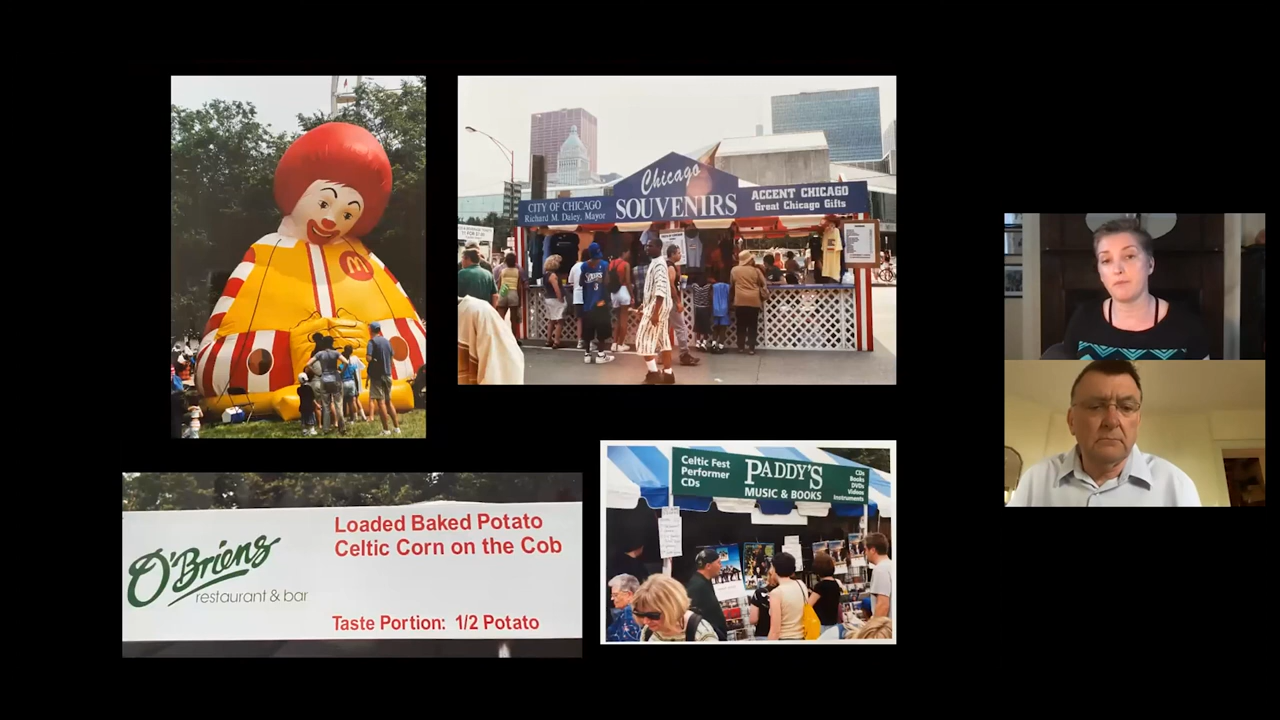 Chicago
CITY OF CHICAGO
Richard M. Daley, Mayor
SOUVENIRS
ACCENT CHICAGO
Great Chicago Gifts
O'Briens
restaurant & bar
Loaded Baked Potato
Celtic Corn on the Cob
Taste Portion: 1/2 Potato
Celtic Fest
Performer
CDs
PADDY'S
MUSIC & BOOKS
CDs
Books
DVDs
Videos
Instruments